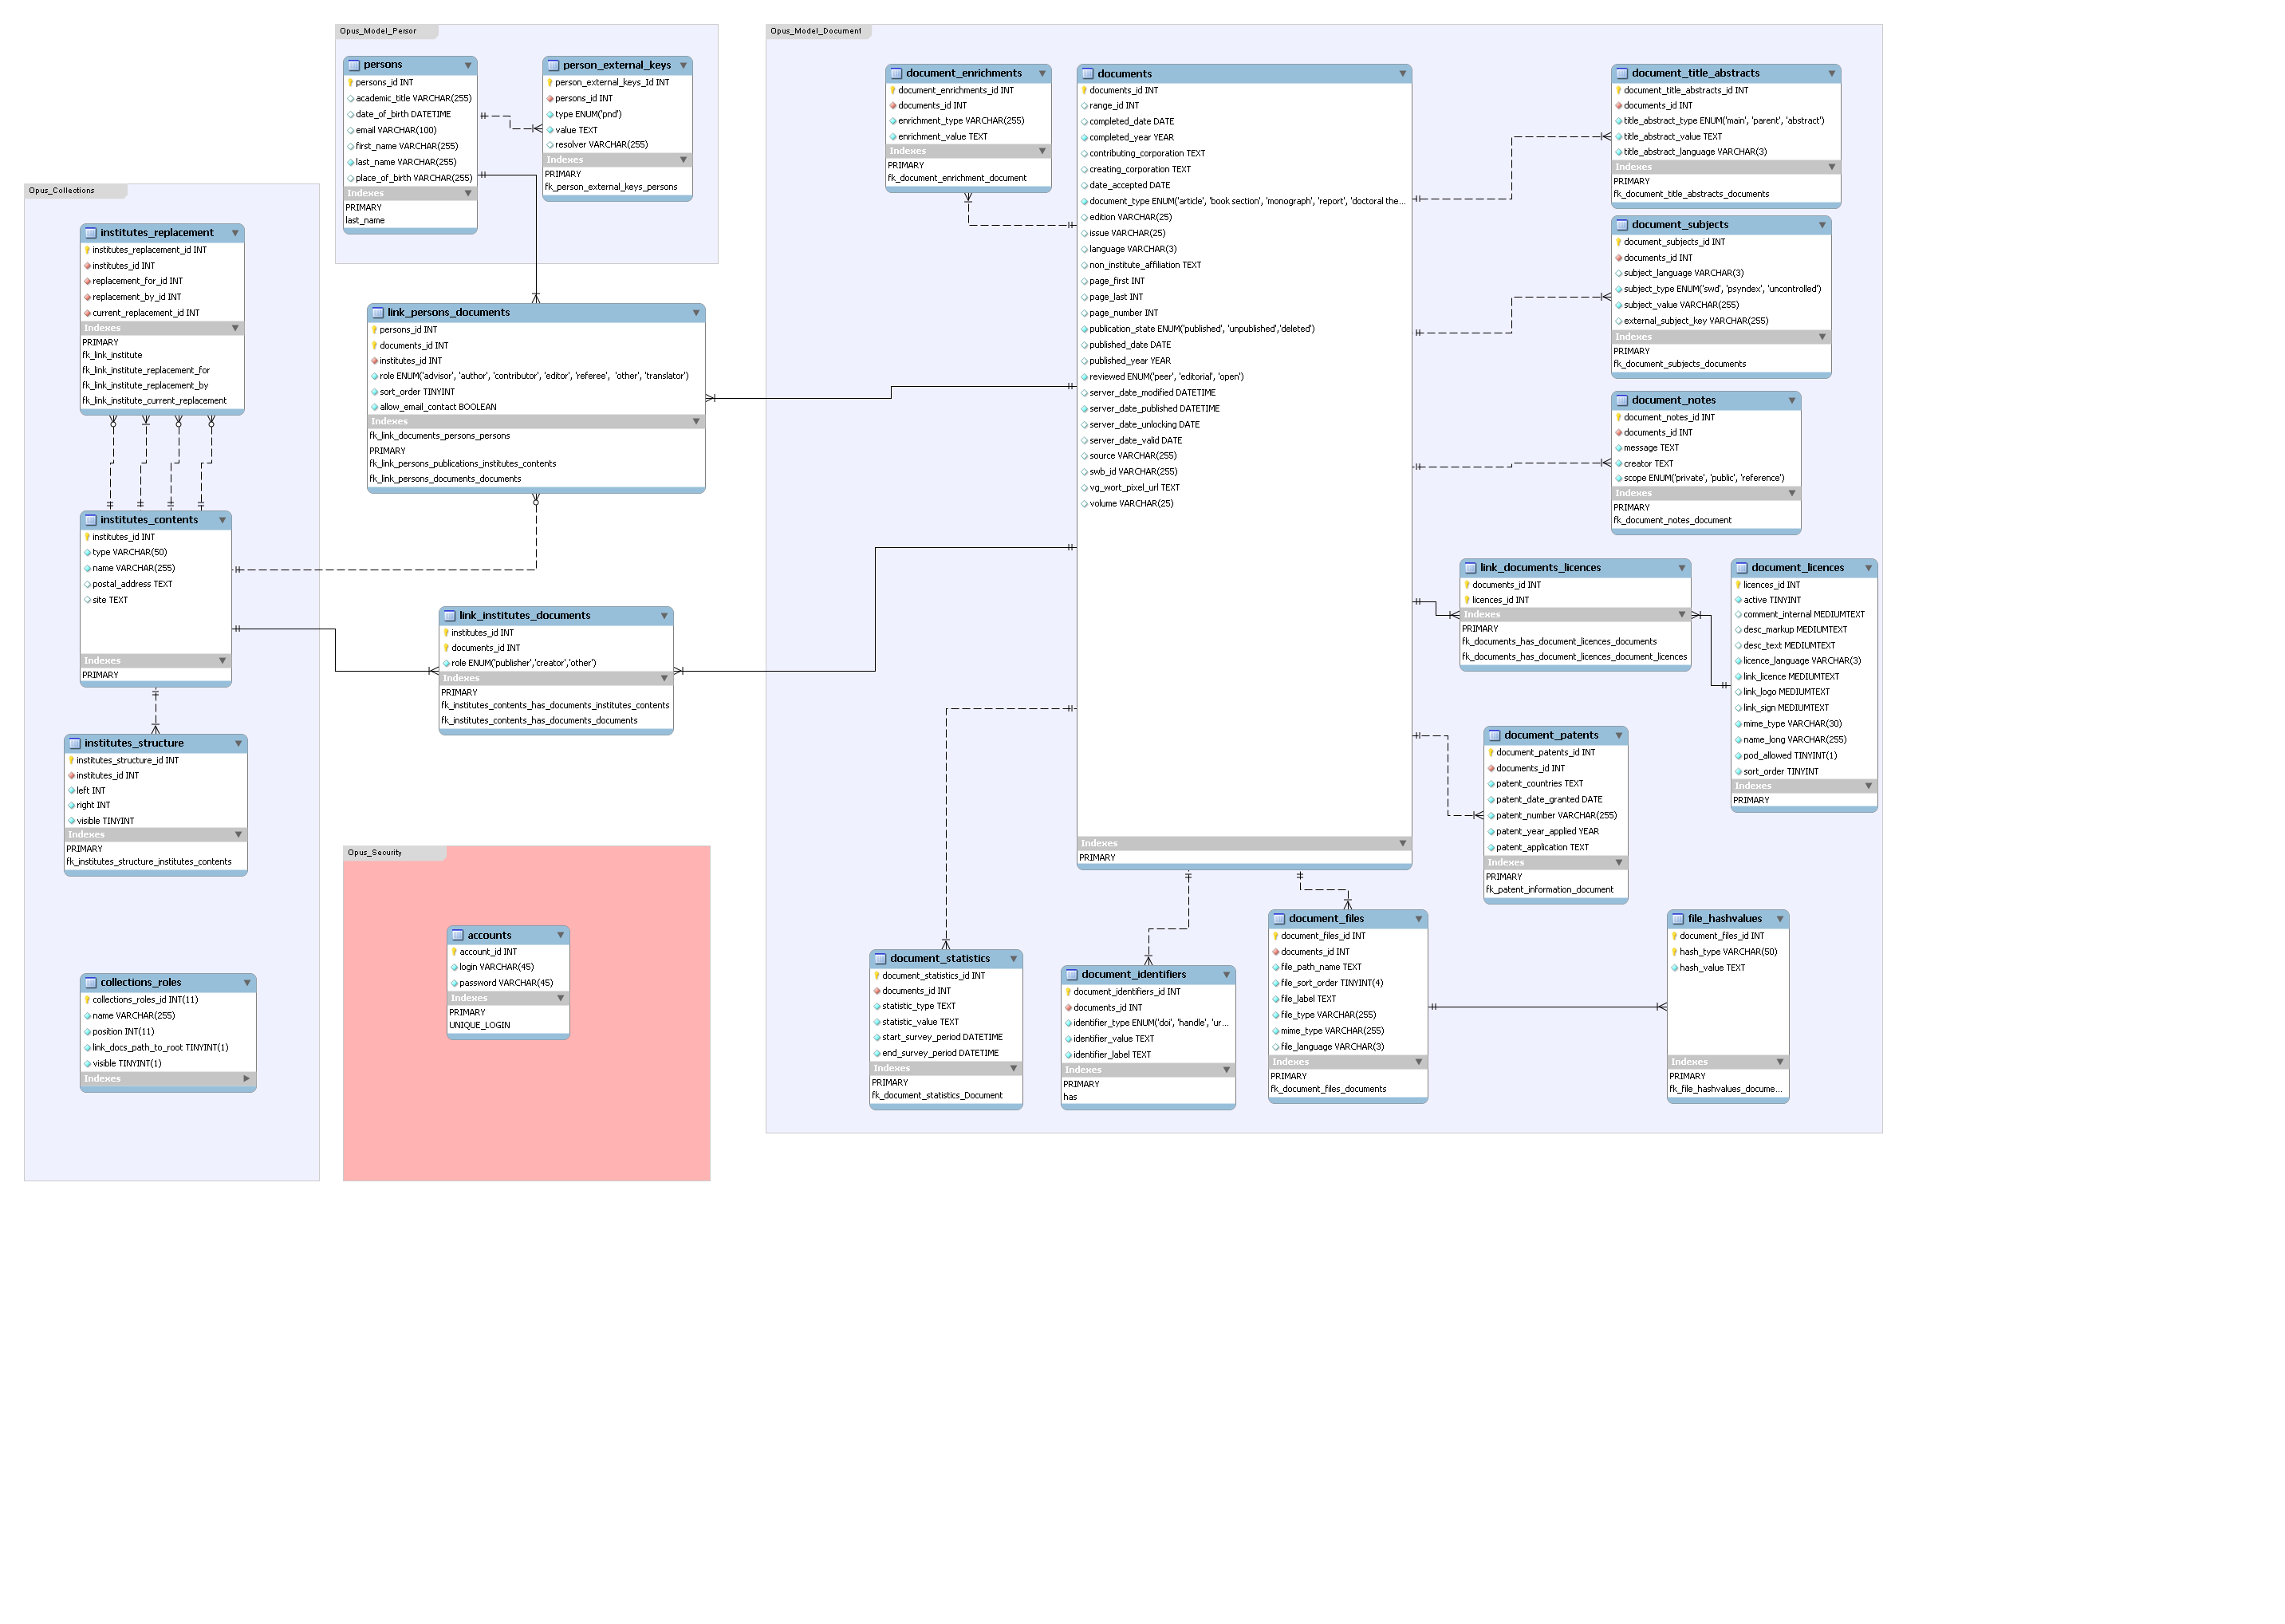 Opus_Model_Person
persons
persons_id INT
academic_title VARCHAR(255)
date_of_birth DATETIME
email VARCHAR(100)
first_name VARCHAR(255)
last_name VARCHAR(255)
place_of_birth VARCHAR(255)
Indexes
PRIMARY
last_name
person_external_keys
person_external_keys_Id INT
persons_id INT
type ENUM('pnd')
value TEXT
resolver VARCHAR(255)
Indexes
PRIMARY
fk_person_external_keys_persons
Opus_Collections
institutes_replacement
institutes_replacement_id INT
institutes_id INT
replacement_for_id INT
replacement_by_id INT
current_replacement_id INT
Indexes
PRIMARY
fk_link_institute
fk_link_institute_replacement_for
fk_link_institute_replacement_by
fk_link_institute_current_replacement
institutes_contents
institutes_id INT
type VARCHAR(50)
name VARCHAR(255)
postal_address TEXT
site TEXT
Indexes
PRIMARY
institutes_structure
institutes_structure_id INT
institutes_id INT
left INT
right INT
visible TINYINT
Indexes
PRIMARY
fk_institutes_structure_institutes_contents
collections_roles
collections_roles_id INT(11)
name VARCHAR(255)
position INT(11)
link_docs_path_to_root TINYINT(1)
visible TINYINT(1)
Indexes
link_persons_documents
persons_id INT
documents_id INT
institutes_id INT
role ENUM('advisor', 'author', 'contributor', 'editor', 'referee', 'other', 'translator')
sort_order TINYINT
allow_email_contact BOOLEAN
Indexes
fk_link_documents_persons_persons
PRIMARY
fk_link_persons_publications_institutes_contents
fk_link_persons_documents_documents
link_institutes_documents
institutes_id INT
documents_id INT
role ENUM('publisher','creator','other')
Indexes
PRIMARY
fk_institutes_contents_has_documents_institutes_contents
fk_institutes_contents_has_documents_documents
Opus_Security
accounts
account_id INT
login VARCHAR(45)
password VARCHAR(45)
Indexes
PRIMARY
UNIQUE_LOGIN
Opus_Model_Document
document_enrichments
document_enrichments_id INT
documents_id INT
enrichment_type VARCHAR(255)
enrichment_value TEXT
Indexes
PRIMARY
fk_document_enrichment_document
documents
documents_id INT
range_id INT
completed_date DATE
completed_year YEAR
contributing_corporation TEXT
creating_corporation TEXT
date_accepted DATE
document_type ENUM('article', 'book section', 'monograph', 'report', 'doctoral the...
edition VARCHAR(25)
issue VARCHAR(25)
language VARCHAR(3)
non_institute_affiliation TEXT
page_first INT
page_last INT
page_number INT
publication_state ENUM('published', 'unpublished','deleted')
published_date DATE
published_year YEAR
reviewed ENUM('peer', 'editorial', 'open')
server_date_modified DATETIME
server_date_published DATETIME
server_date_unlocking DATE
server_date_valid DATE
source VARCHAR(255)
swb_id VARCHAR(255)
vg_wort_pixel_url TEXT
volume VARCHAR(25)
Indexes
PRIMARY
document_title_abstracts
document_title_abstracts_id INT
documents_id INT
title_abstract_type ENUM('main', 'parent', 'abstract')
title_abstract_value TEXT
title_abstract_language VARCHAR(3)
Indexes
PRIMARY
fk_document_title_abstracts_documents
document_subjects
document_subjects_id INT
documents_id INT
subject_language VARCHAR(3)
subject_type ENUM('swd', 'psyndex', 'uncontrolled')
subject_value VARCHAR(255)
external_subject_key VARCHAR(255)
Indexes
PRIMARY
fk_document_subjects_documents
document_notes
document_notes_id INT
documents_id INT
message TEXT
creator TEXT
scope ENUM('private', 'public', 'reference')
Indexes
PRIMARY
fk_document_notes_document
link_documents_licences
documents_id INT
licences_id INT
Indexes
PRIMARY
fk_documents_has_document_licences_documents
fk_documents_has_document_licences_document_licences
document_licences
licences_id INT
active TINYINT
comment_internal MEDIUMTEXT
desc_markup MEDIUMTEXT
desc_text MEDIUMTEXT
licence_language VARCHAR(3)
link_licence MEDIUMTEXT
link_logo MEDIUMTEXT
link_sign MEDIUMTEXT
mime_type VARCHAR(30)
name_long VARCHAR(255)
pod_allowed TINYINT(1)
sort_order TINYINT
Indexes
PRIMARY
document_patents
document_patents_id INT
documents_id INT
patent_countries TEXT
patent_date_granted DATE
patent_number VARCHAR(255)
patent_year_applied YEAR
patent_application TEXT
Indexes
PRIMARY
fk_patent_information_document
document_statistics
document_statistics_id INT
documents_id INT
statistic_type TEXT
statistic_value TEXT
start_survey_period DATETIME
end_survey_period DATETIME
Indexes
PRIMARY
fk_document_statistics_Document
document_identifiers
document_identifiers_id INT
documents_id INT
identifier_type ENUM('doi', 'handle', 'ur...
identifier_value TEXT
identifier_label TEXT
Indexes
PRIMARY
has
document_files
document_files_id INT
documents_id INT
file_path_name TEXT
file_sort_order TINYINT(4)
file_label TEXT
file_type VARCHAR(255)
mime_type VARCHAR(255)
file_language VARCHAR(3)
Indexes
PRIMARY
fk_document_files_documents
file_hashvalues
document_files_id INT
hash_type VARCHAR(50)
hash_value TEXT
Indexes
PRIMARY
fk_file_hashvalues_docume...